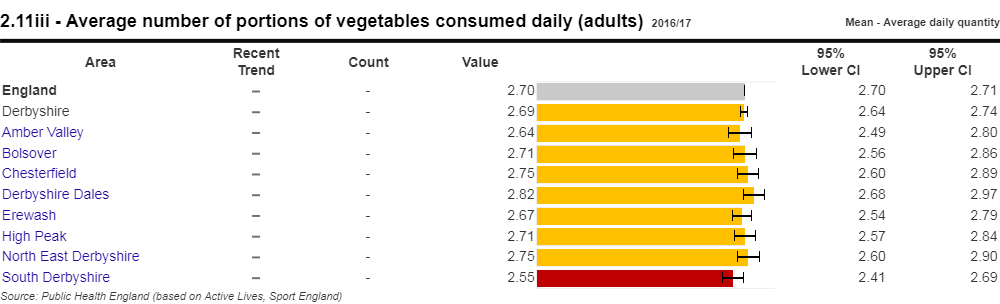 2.11iii - Average number of portions of vegetables consumed daily (adults) 2016/17 Mean - Average daily quantity
Area Recent Trend Count Value 95% Lower CI 95% Upper CI
England – - 2.70 2.70 2.71
Derbyshire – - 2.69 2.64 2.74
Amber Valley – - 2.64 2.49 2.80
Bolsover – - 2.71 2.56 2.86
Chesterfield – - 2.75 2.60 2.89
Derbyshire Dales – - 2.82 2.68 2.97
Erewash – - 2.67 2.54 2.79
High Peak – - 2.71 2.57 2.84
North East Derbyshire – - 2.75 2.60 2.90
South Derbyshire – - 2.55 2.41 2.69
Source: Public Health England (based on Active Lives, Sport England)